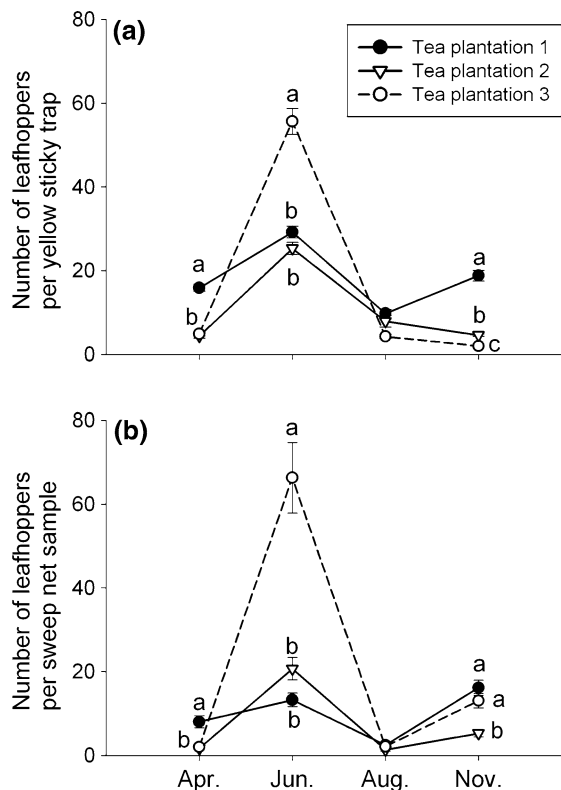 (a)
Number of leafhoppers
per yellow sticky trap
80
60
40
20
0
Tea plantation 1
Tea plantation 2
Tea plantation 3
a
b
a
b
b
a
b
c
(b)
Number of leafhoppers
per sweep net sample
80
60
40
20
0
a
b
a
b
b
a
a
b
Apr.
Jun.
Aug.
Nov.